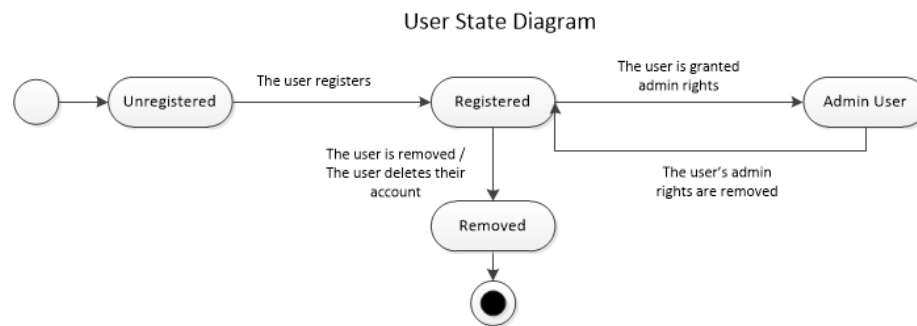 User State Diagram
The user registers
The user is granted
admin rights
Unregistered
Registered
Admin User
The user is removed /
The user deletes their
account
The user's admin
rights are removed
Removed